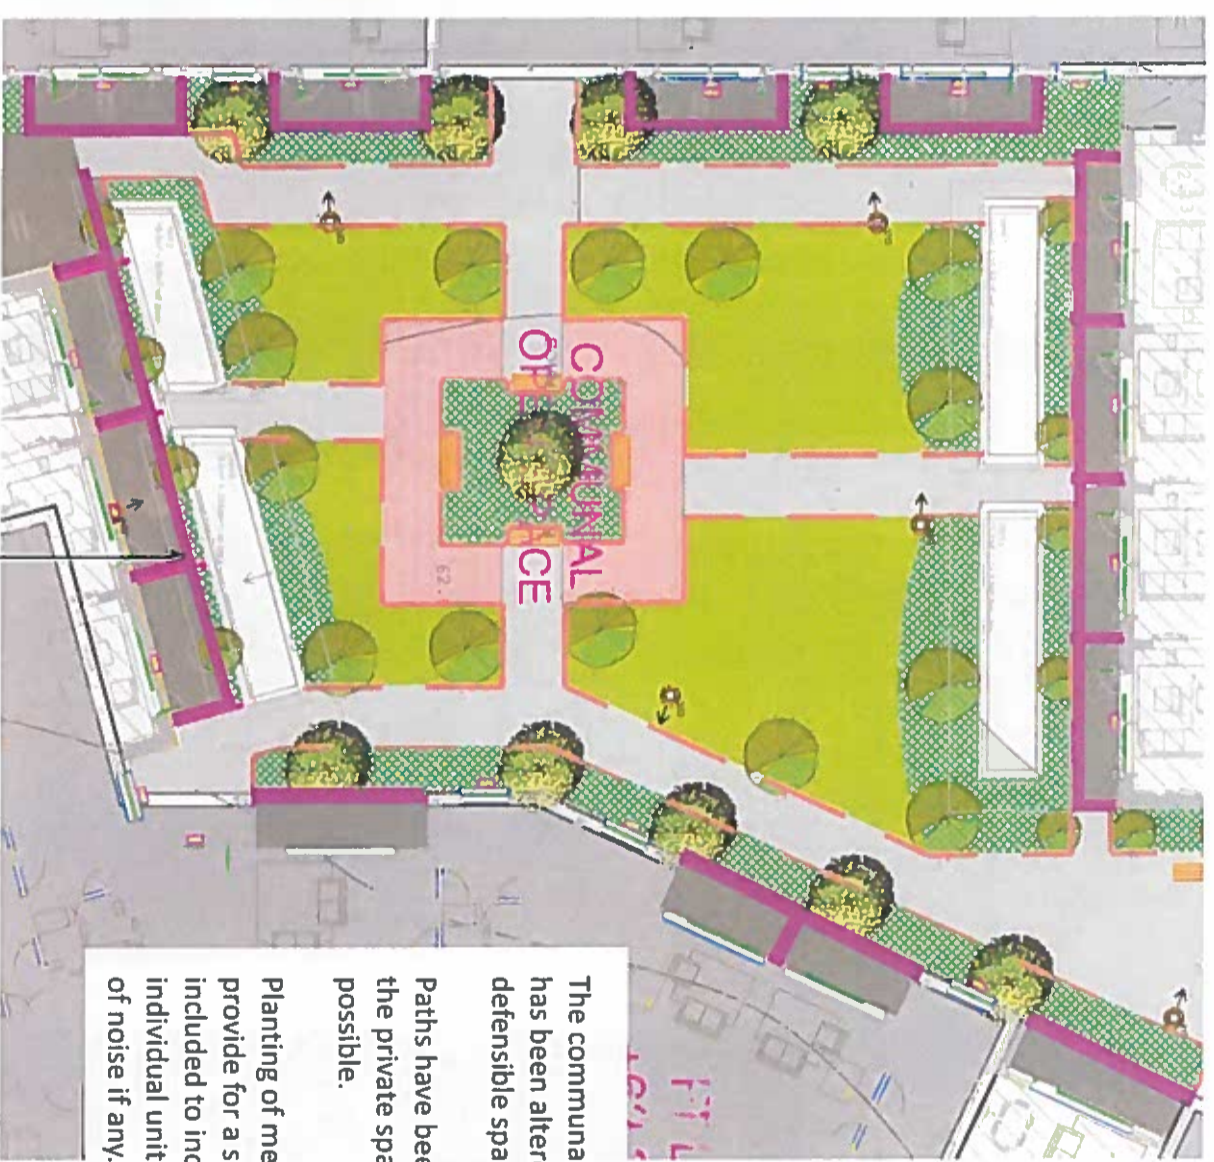 COMMUNAL
OPEN SPACE
62.
The communa
has been alter
defensible spa
Paths have bee
the private spa
possible.
Planting of me
provide for a s
included to inc
individual unit
of noise if any.